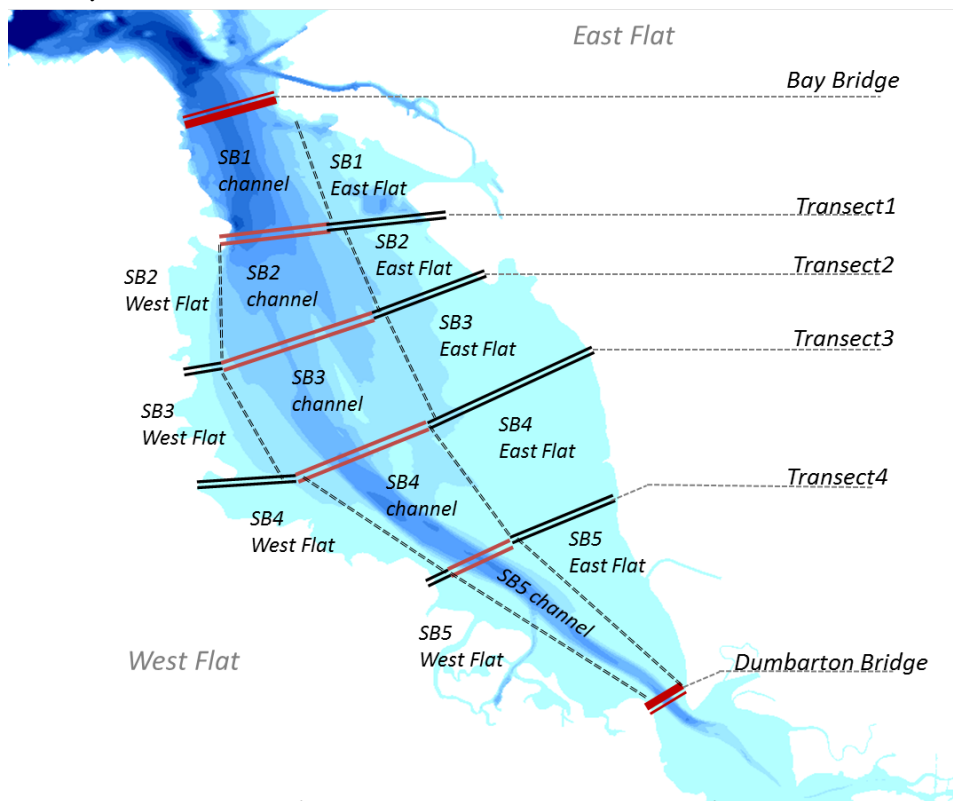 East Flat
Bay Bridge
SB1
channel
SB1
East Flat
Transect1
SB2
East Flat
SB2
West Flat
SB2
channel
Transect2
SB3
East Flat
Transect3
SB3
channel
SB3
West Flat
SB4
East Flat
SB4
channel
Transect4
SB4
West Flat
SB5
East Flat
SB5 channel
SB5
West Flat
West Flat
Dumbarton Bridge